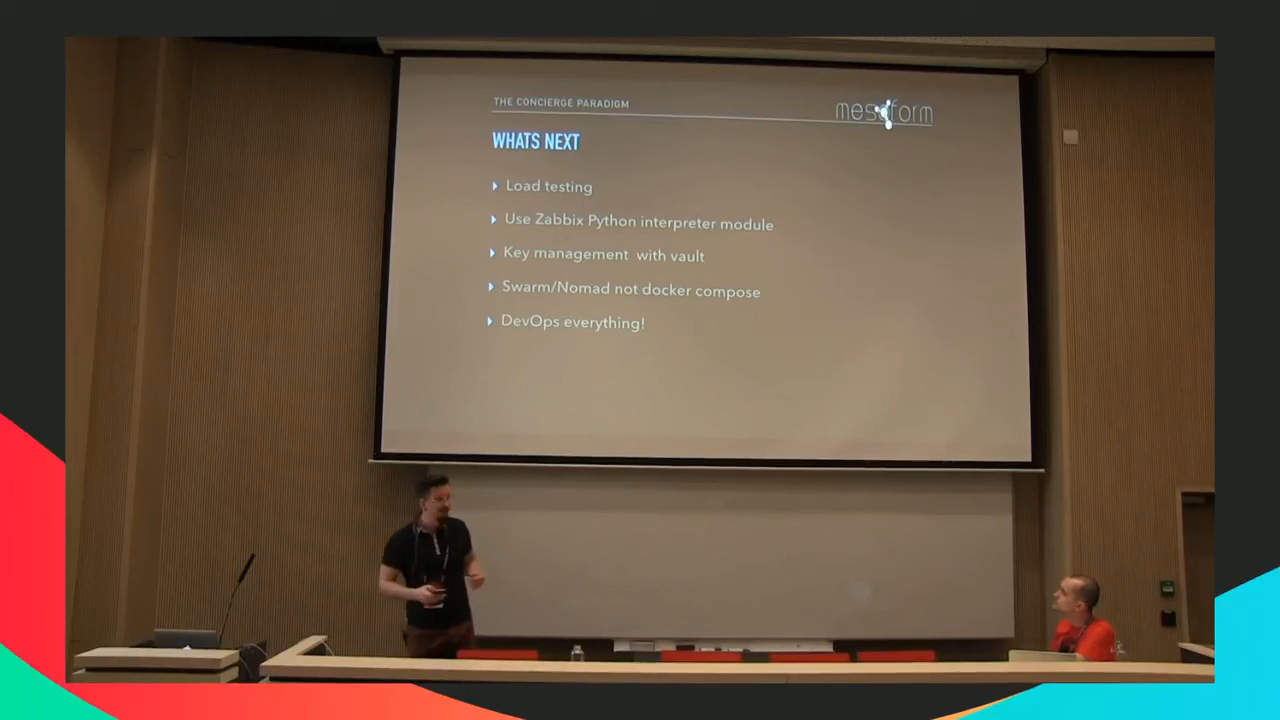 THE CONCIERGE PARADIGM
mesoform
WHATS NEXT
Load testing
Use Zabbix Python interpreter module
Key management with vault
Swarm/Nomad not docker compose
DevOps everything!